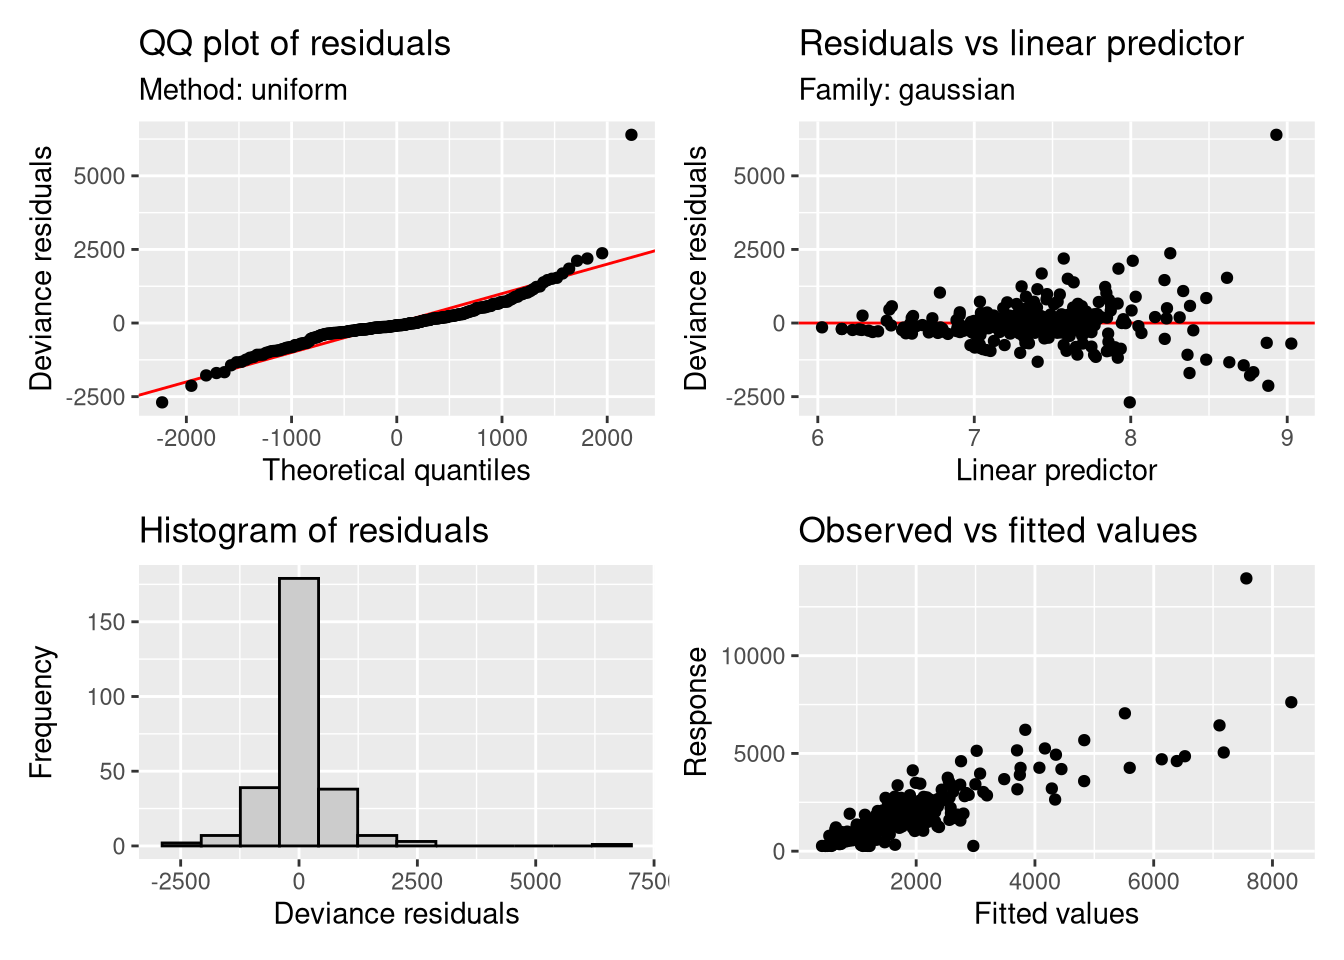 QQ plot of residuals
Method: uniform
Deviance residuals
5000
2500
0
-2500
-2000
-1000
0
1000
2000
Theoretical quantiles
Residuals vs linear predictor
Family: gaussian
Deviance residuals
5000
2500
0
-2500
6
7
8
9
Linear predictor
Histogram of residuals
Frequency
150
100
50
0
-2500
0
2500
5000
750
Deviance residuals
Observed vs fitted values
Response
10000
5000
0
2000
4000
6000
8000
Fitted values